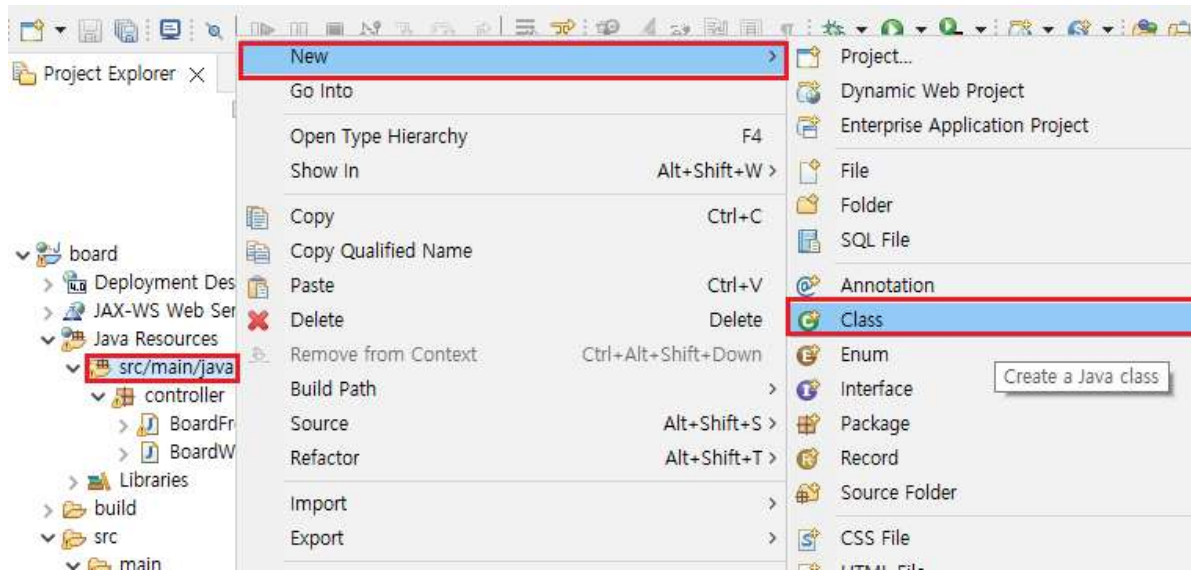 Project Explorer
board
Deployment Des
JAX-WS Web Ser
Java Resources
src/main/java
controller
BoardFr
BoardW
Libraries
build
src
main
New
Go Into
Open Type Hierarchy F4
Show In Alt+Shift+W
Copy Ctrl+C
Copy Qualified Name
Paste Ctrl+V
Delete Delete
Remove from Context Ctrl+Alt+Shift+Down
Build Path
Source Alt+Shift+S
Refactor Alt+Shift+T
Import
Export
Project...
Dynamic Web Project
Enterprise Application Project
File
Folder
SQL File
Annotation
Class
Enum
Create a Java class
Interface
Package
Record
Source Folder
CSS File
HTML File